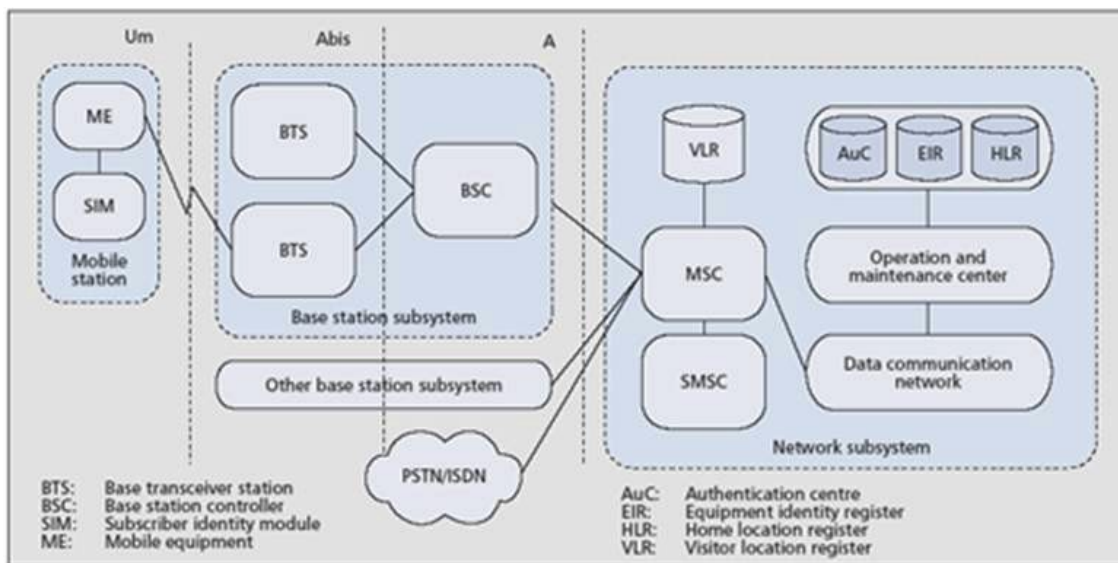 Um
Abis
A
ME
SIM
Mobile
station
BTS
BTS
BSC
Base station subsystem
Other base station subsystem
PSTN/ISDN
VLR
MSC
SMSC
AuC
EIR
HLR
Operation and
maintenance center
Data communication
network
Network subsystem
BTS: Base transceiver station
BSC: Base station controller
SIM: Subscriber identity module
ME: Mobile equipment
AuC: Authentication centre
EIR: Equipment identity register
HLR: Home location register
VLR: Visitor location register